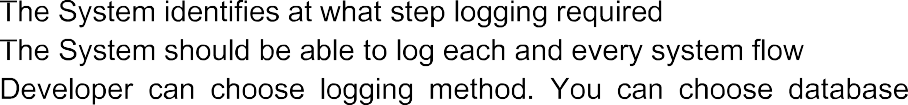 The System identifies at what step logging required
The System should be able to log each and every system flow
Developer can choose logging method. You can choose database